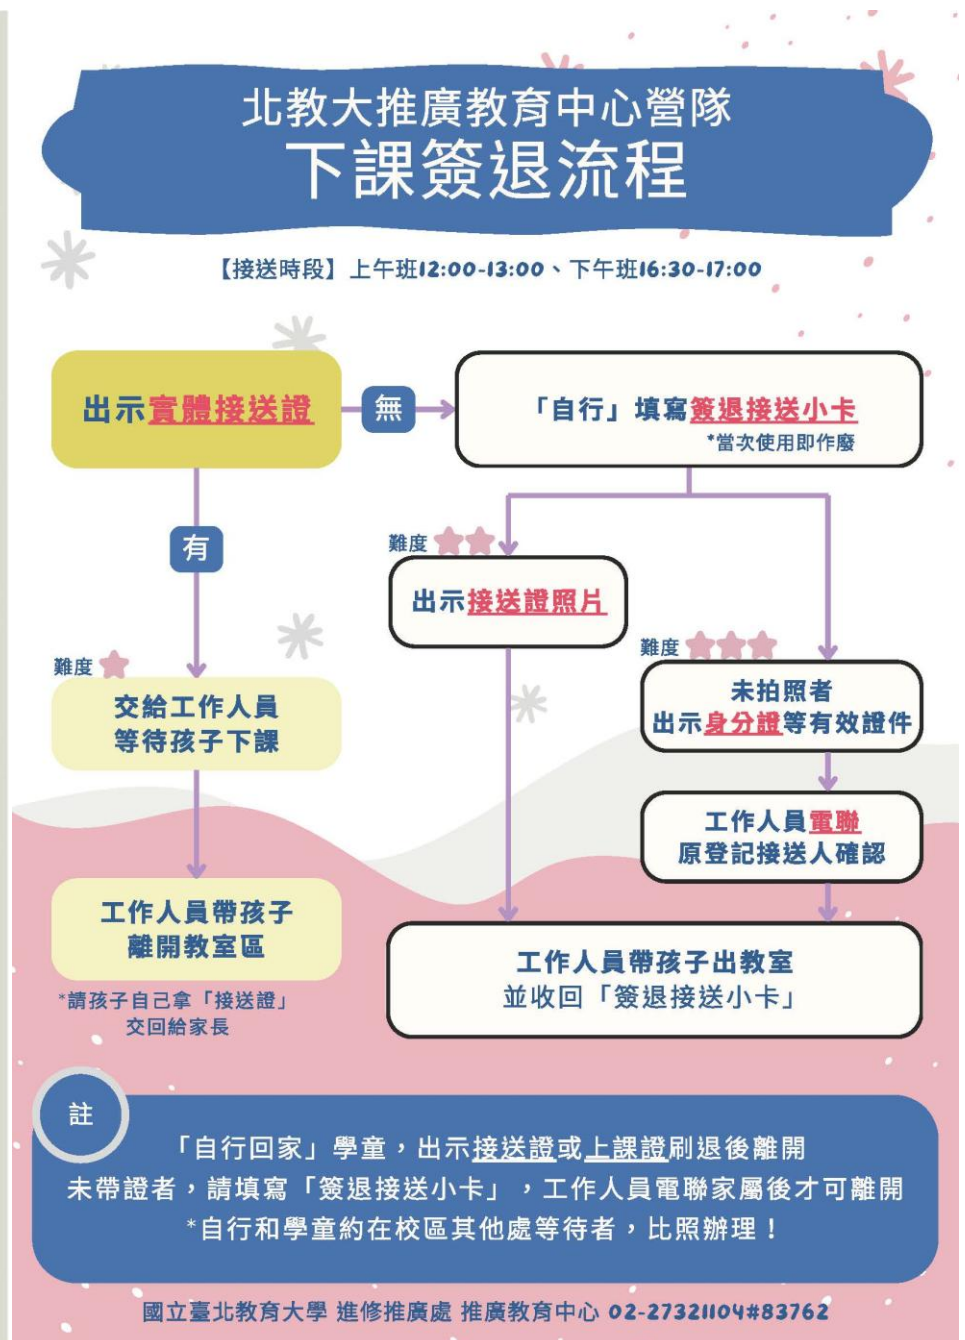 北教大推廣教育中心營隊
下課簽退流程
【接送時段】上午班12:00-13:00、下午班16:30-17:00
出示實體接送證
無
「自行」填寫簽退接送小卡
*當次使用即作廢
有
難度
出示接送證照片
難度
未拍照者
出示身分證等有效證件
難度
交給工作人員
等待孩子下課
工作人員電聯
原登記接送人確認
工作人員帶孩子
離開教室區
*請孩子自己拿「接送證」
交回給家長
工作人員帶孩子出教室
並收回「簽退接送小卡」
註
「自行回家」學童，出示接送證或上課證刷退後離開
未帶證者，請填寫「簽退接送小卡」，工作人員電聯家屬後才可離開
*自行和學童約在校區其他處等待者，比照辦理！
國立臺北教育大學 進修推廣處 推廣教育中心 02-27321104#83762